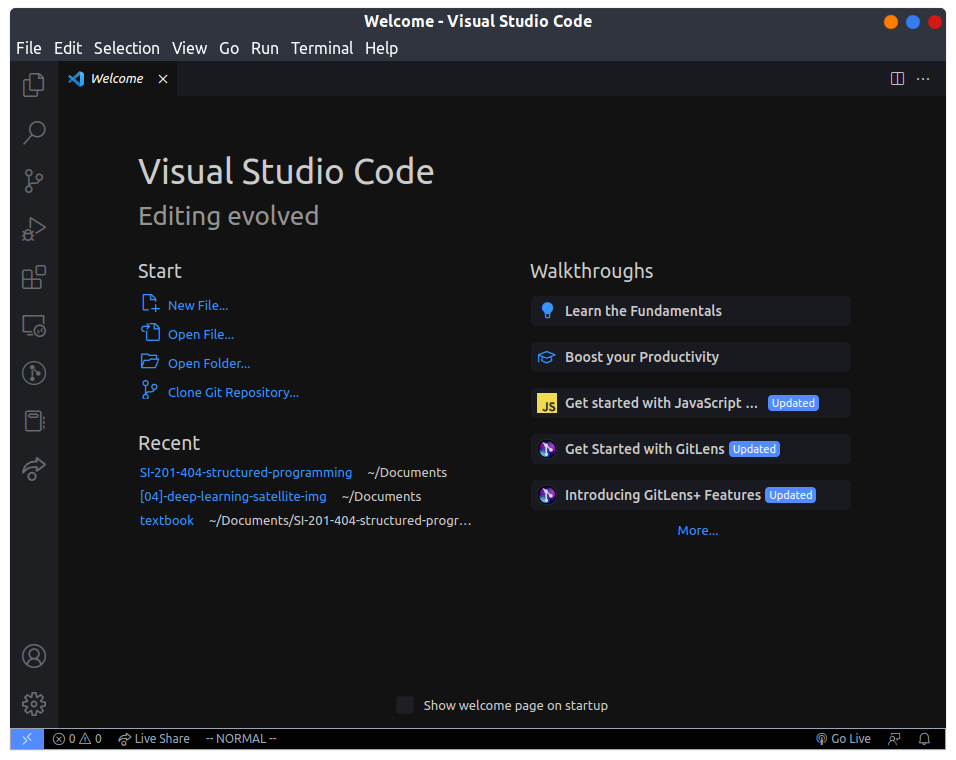 Welcome - Visual Studio Code
File Edit Selection View Go Run Terminal Help
Welcome
Visual Studio Code
Editing evolved
Start
New File...
Open File...
Open Folder...
Clone Git Repository...
Recent
SI-201-404-structured-programming ~/Documents
[04]-deep-learning-satellite-img ~/Documents
textbook ~/Documents/SI-201-404-structured-progr...
Walkthroughs
Learn the Fundamentals
Boost your Productivity
JS Get started with JavaScript ... Updated
Get Started with GitLens Updated
Introducing GitLens+ Features Updated
More...
Show welcome page on startup
0 0 Live Share -- NORMAL -- Go Live